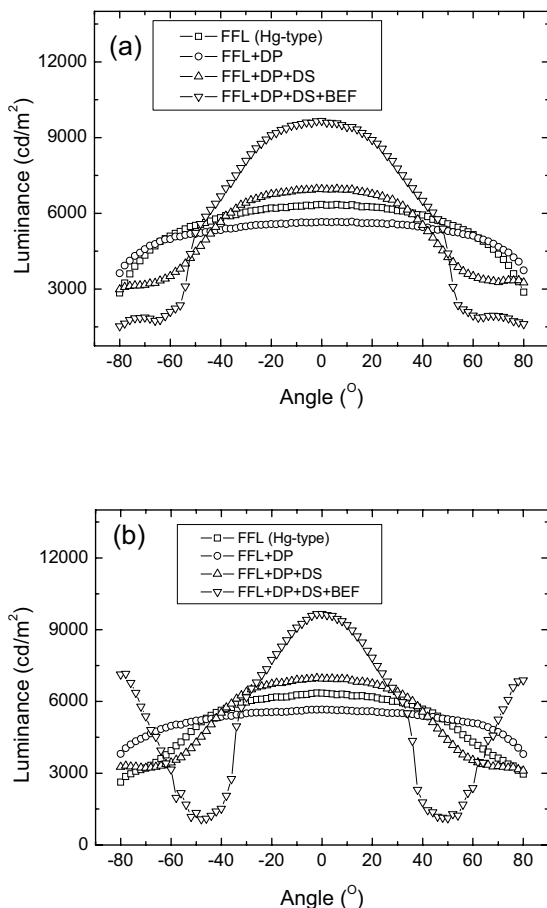 (a)
FFL (Hg-type)
FFL+DP
FFL+DP+DS
FFL+DP+DS+BEF
12000
9000
6000
3000
Luminance (cd/m²)
-80 -60 -40 -20 0 20 40 60 80
Angle (O)
(b)
FFL (Hg-type)
FFL+DP
FFL+DP+DS
FFL+DP+DS+BEF
12000
9000
6000
3000
0
Luminance (cd/m²)
-80 -60 -40 -20 0 20 40 60 80
Angle (O)